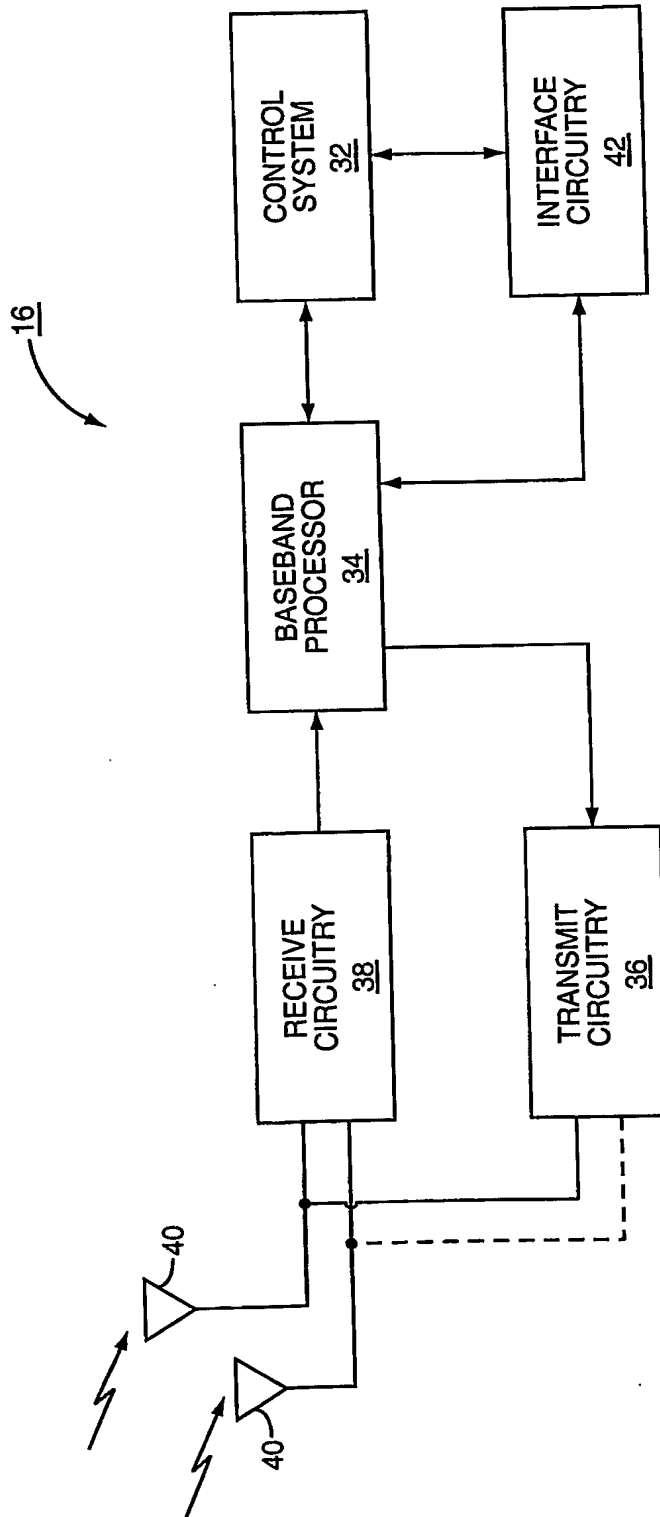 16
CONTROL
SYSTEM
32
BASEBAND
PROCESSOR
34
INTERFACE
CIRCUITRY
42
RECEIVE
CIRCUITRY
38
TRANSMIT
CIRCUITRY
36
40
40